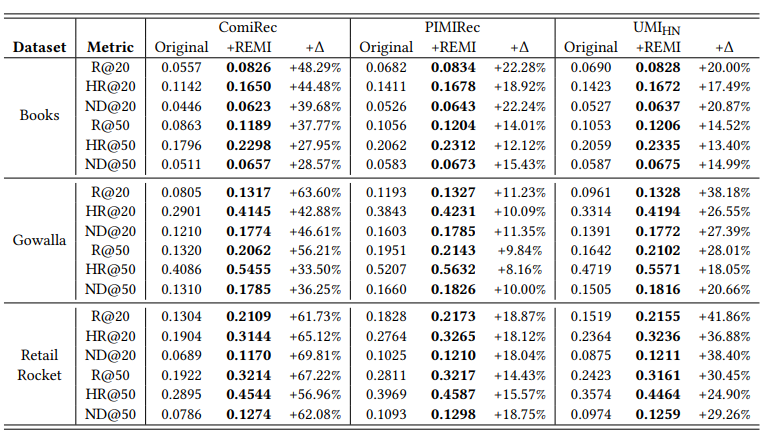 ComiRec PIMIRec UMI_HN
Dataset Metric Original +REMI +Δ Original +REMI +Δ Original +REMI +Δ
R@20 0.0557 0.0826 +48.29% 0.0682 0.0834 +22.28% 0.0690 0.0828 +20.00%
HR@20 0.1142 0.1650 +44.48% 0.1411 0.1678 +18.92% 0.1423 0.1672 +17.49%
ND@20 0.0446 0.0623 +39.68% 0.0526 0.0643 +22.24% 0.0527 0.0637 +20.87%
Books
R@50 0.0863 0.1189 +37.77% 0.1056 0.1204 +14.01% 0.1053 0.1206 +14.52%
HR@50 0.1796 0.2298 +27.95% 0.2062 0.2312 +12.12% 0.2059 0.2335 +13.40%
ND@50 0.0511 0.0657 +28.57% 0.0583 0.0673 +15.43% 0.0587 0.0675 +14.99%
R@20 0.0805 0.1317 +63.60% 0.1193 0.1327 +11.23% 0.0961 0.1328 +38.18%
HR@20 0.2901 0.4145 +42.88% 0.3843 0.4231 +10.09% 0.3314 0.4194 +26.55%
ND@20 0.1210 0.1774 +46.61% 0.1603 0.1785 +11.35% 0.1391 0.1772 +27.39%
Gowalla
R@50 0.1320 0.2062 +56.21% 0.1951 0.2143 +9.84% 0.1642 0.2102 +28.01%
HR@50 0.4086 0.5455 +33.50% 0.5207 0.5632 +8.16% 0.4719 0.5571 +18.05%
ND@50 0.1310 0.1785 +36.25% 0.1660 0.1826 +10.00% 0.1505 0.1816 +20.66%
R@20 0.1304 0.2109 +61.73% 0.1828 0.2173 +18.87% 0.1519 0.2155 +41.86%
HR@20 0.1904 0.3144 +65.12% 0.2764 0.3265 +18.12% 0.2364 0.3236 +36.88%
ND@20 0.0689 0.1170 +69.81% 0.1025 0.1210 +18.04% 0.0875 0.1211 +38.40%
Retail
Rocket
R@50 0.1922 0.3214 +67.22% 0.2811 0.3217 +14.43% 0.2423 0.3161 +30.45%
HR@50 0.2895 0.4544 +56.96% 0.3969 0.4587 +15.57% 0.3574 0.4464 +24.90%
ND@50 0.0786 0.1274 +62.08% 0.1093 0.1298 +18.75% 0.0974 0.1259 +29.26%